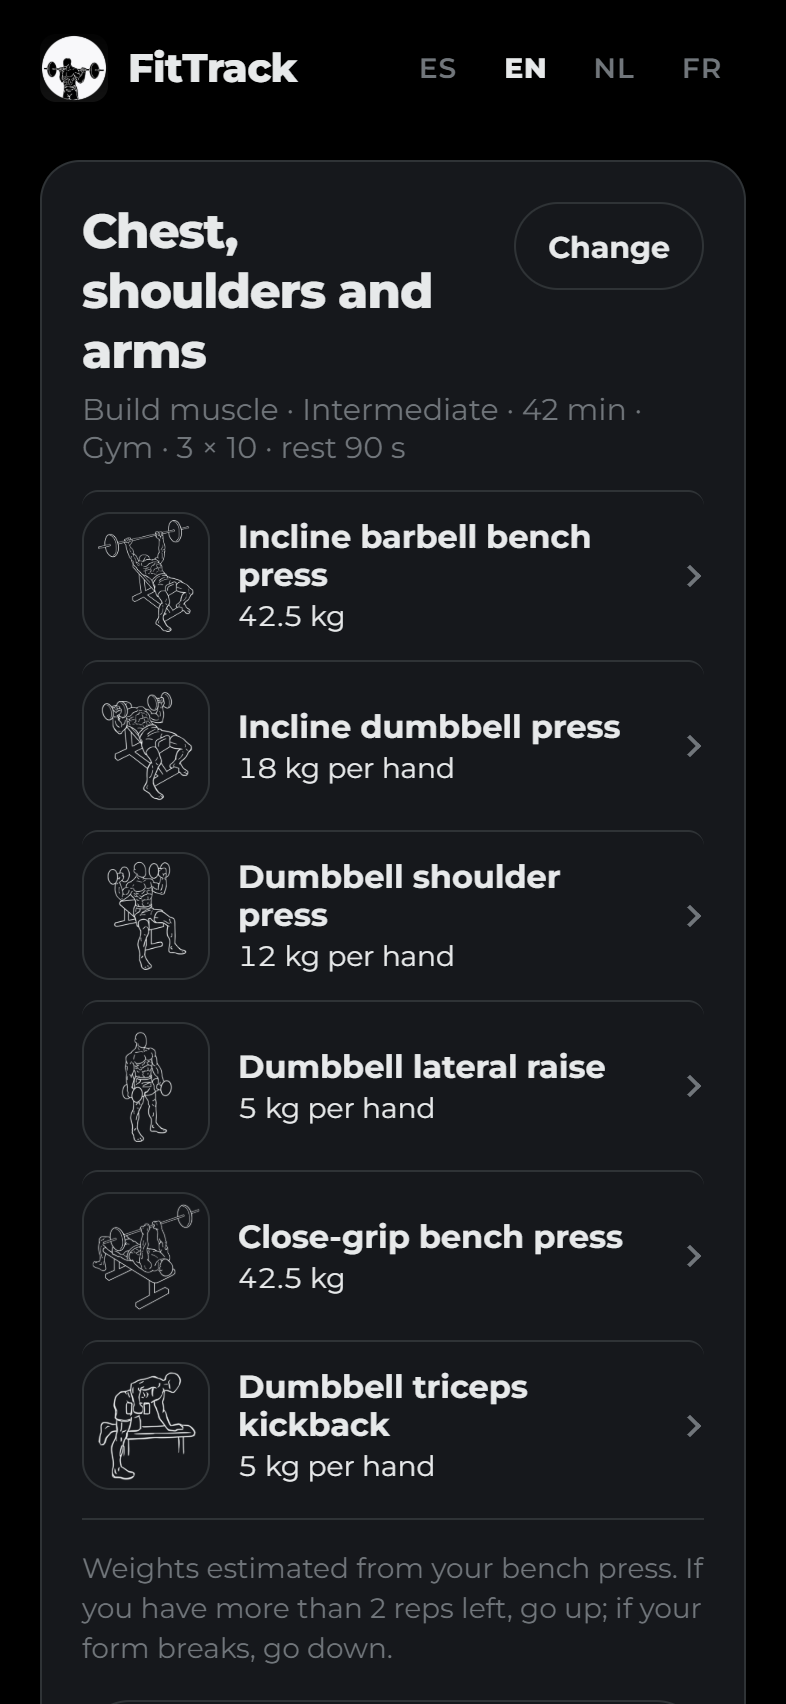 FitTrack
ES EN NL FR
Chest,
shoulders and
arms
Change
Build muscle · Intermediate · 42 min ·
Gym · 3 × 10 · rest 90 s
Incline barbell bench
press
42.5 kg
Incline dumbbell press
18 kg per hand
Dumbbell shoulder
press
12 kg per hand
Dumbbell lateral raise
5 kg per hand
Close-grip bench press
42.5 kg
Dumbbell triceps
kickback
5 kg per hand
Weights estimated from your bench press. If
you have more than 2 reps left, go up; if your
form breaks, go down.